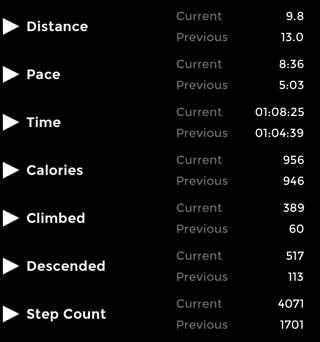 Distance
Current 9.8
Previous 13.0
Pace
Current 8:36
Previous 5:03
Time
Current 01:08:25
Previous 01:04:39
Calories
Current 956
Previous 946
Climbed
Current 389
Previous 60
Descended
Current 517
Previous 113
Step Count
Current 4071
Previous 1701